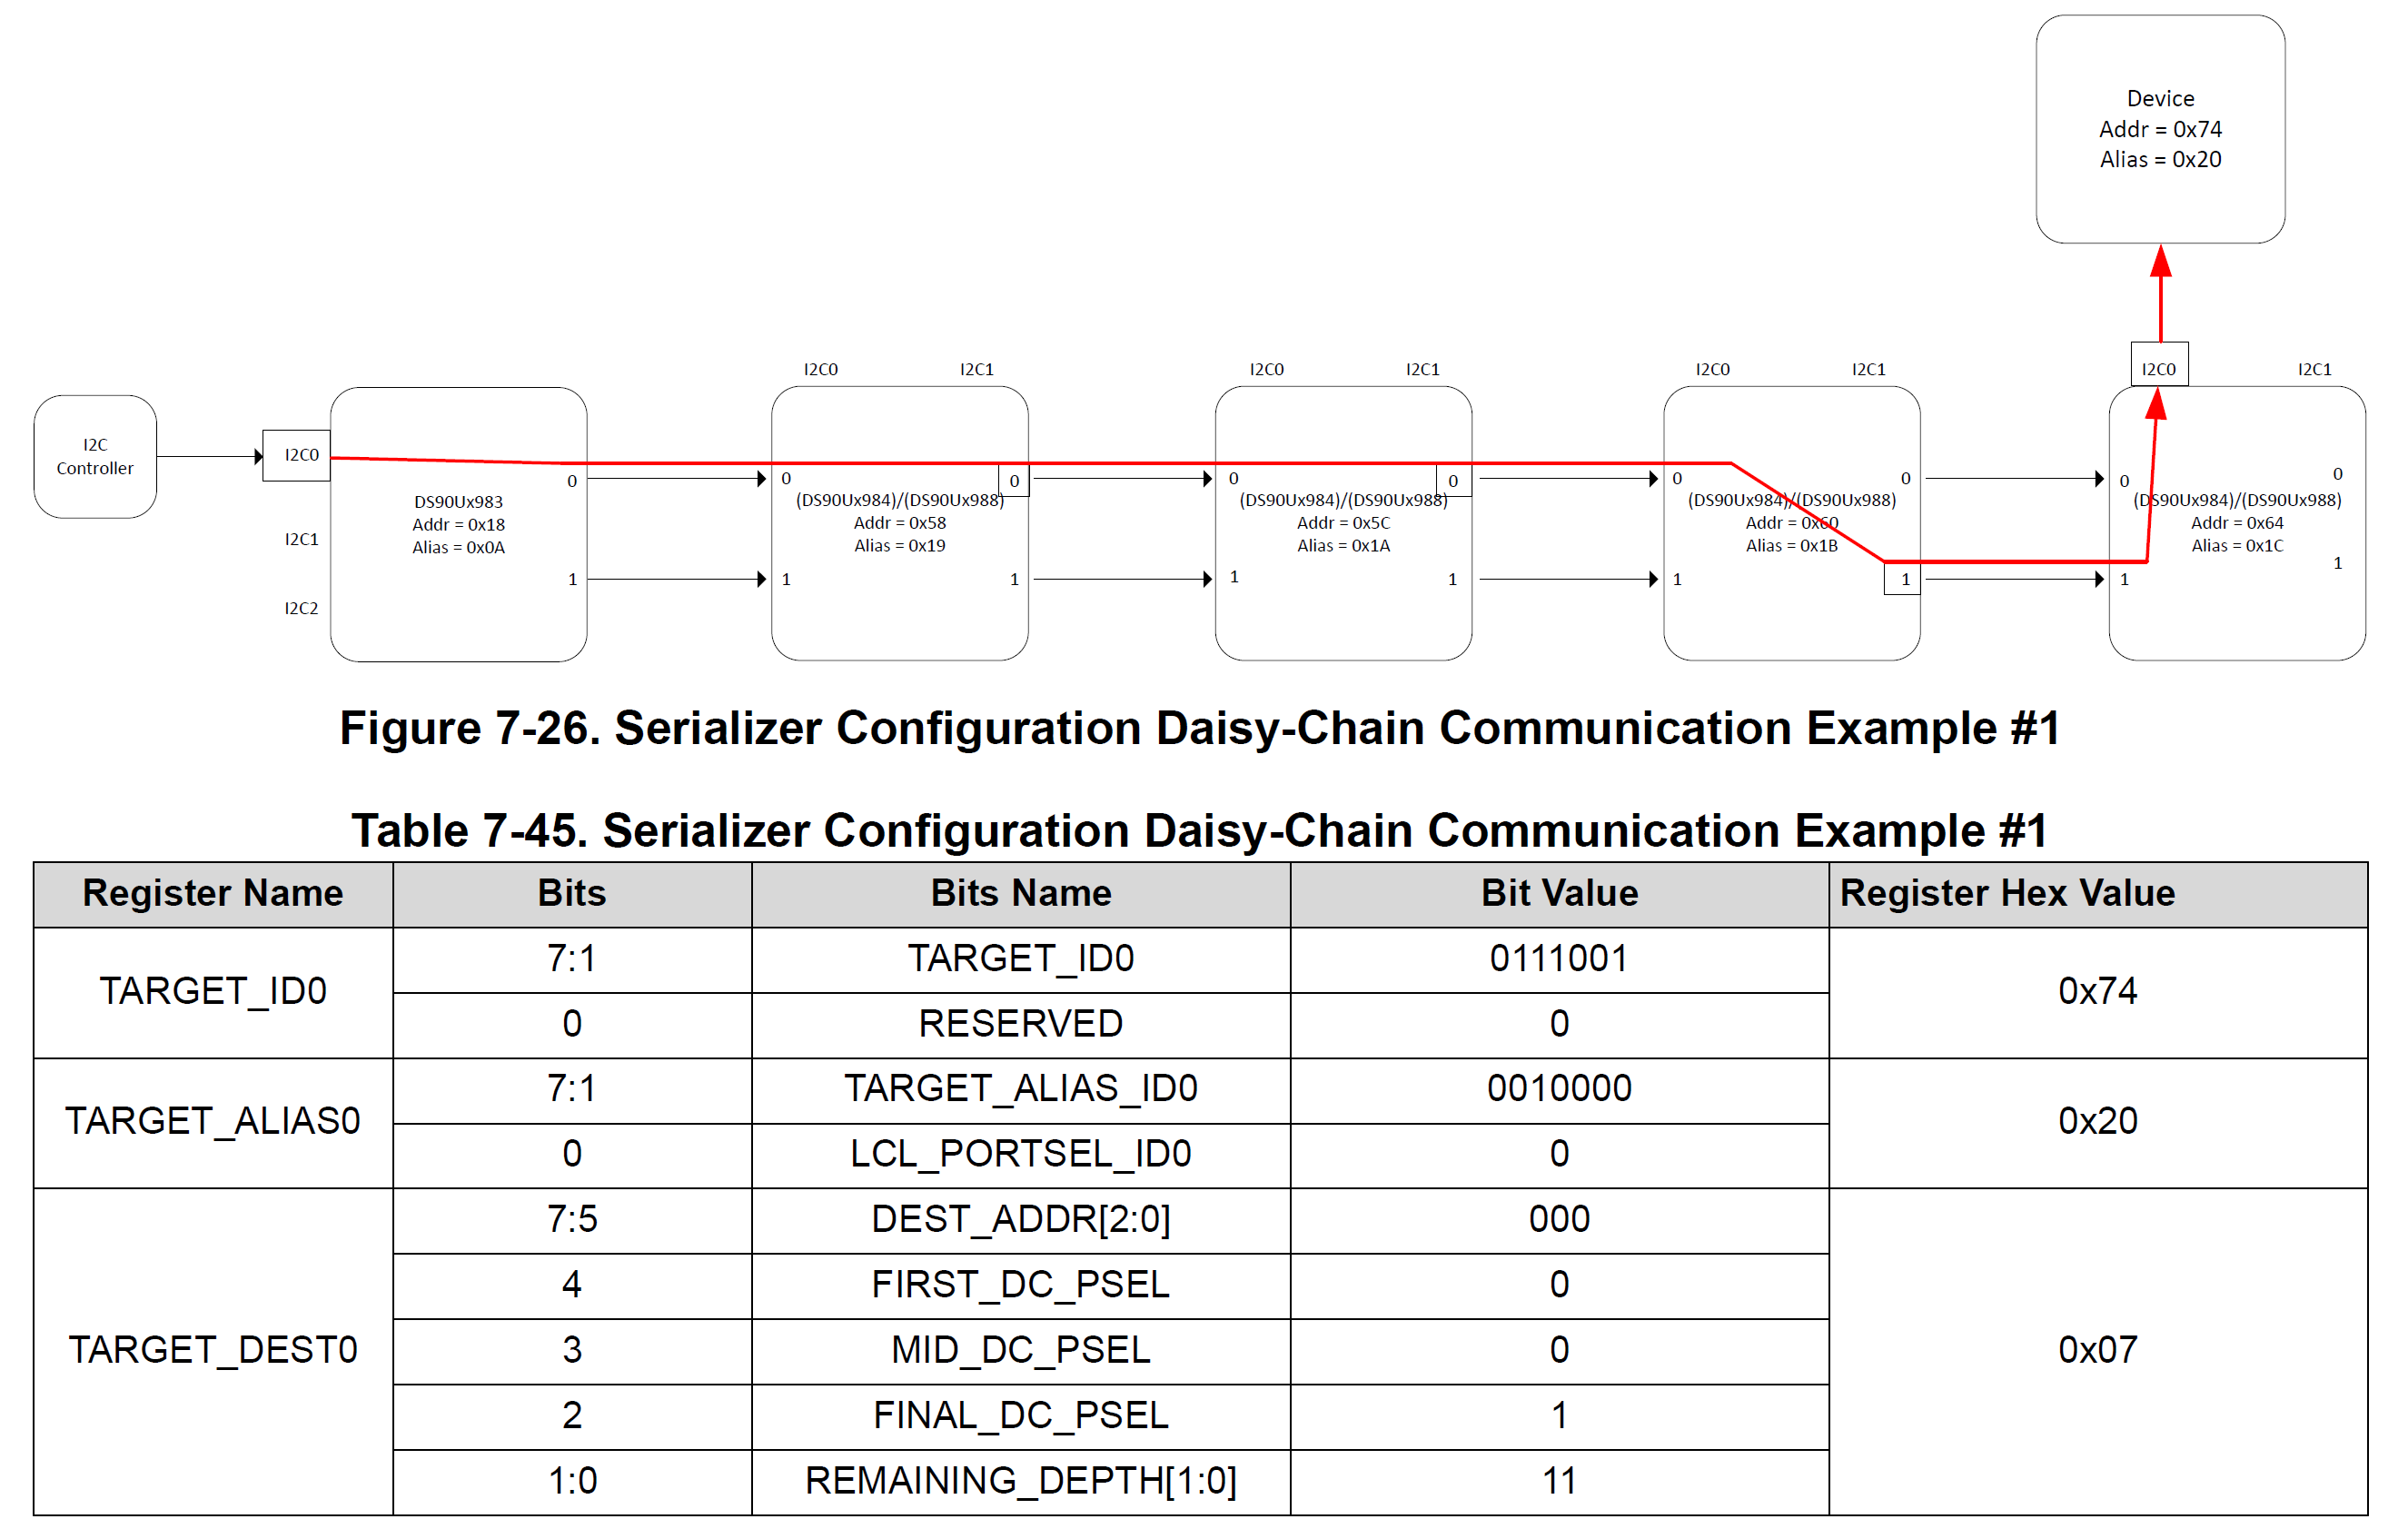 Device
Addr = 0x74
Alias = 0x20
I2C0
I2C1
I2C0
I2C1
I2C0
I2C1
I2C0
I2C1
I2C
Controller
I2C0
I2C1
I2C2
DS90Ux983
Addr = 0x18
Alias = 0x0A
0
1
0
1
(DS90Ux984)/(DS90Ux988)
Addr = 0x58
Alias = 0x19
0
1
0
1
(DS90Ux984)/(DS90Ux988)
Addr = 0x5C
Alias = 0x1A
0
1
0
1
(DS90Ux984)/(DS90Ux988)
Addr = 0x60
Alias = 0x1B
0
1
0
1
(DS90Ux984)/(DS90Ux988)
Addr = 0x64
Alias = 0x1C
0
1
Figure 7-26. Serializer Configuration Daisy-Chain Communication Example #1
Table 7-45. Serializer Configuration Daisy-Chain Communication Example #1
Register Name Bits Bits Name Bit Value Register Hex Value
TARGET_ID0 7:1 TARGET_ID0 0111001 0x74
0 RESERVED 0
TARGET_ALIAS0 7:1 TARGET_ALIAS_ID0 0010000 0x20
0 LCL_PORTSEL_ID0 0
TARGET_DEST0 7:5 DEST_ADDR[2:0] 000 0x07
4 FIRST_DC_PSEL 0
3 MID_DC_PSEL 0
2 FINAL_DC_PSEL 1
1:0 REMAINING_DEPTH[1:0] 11